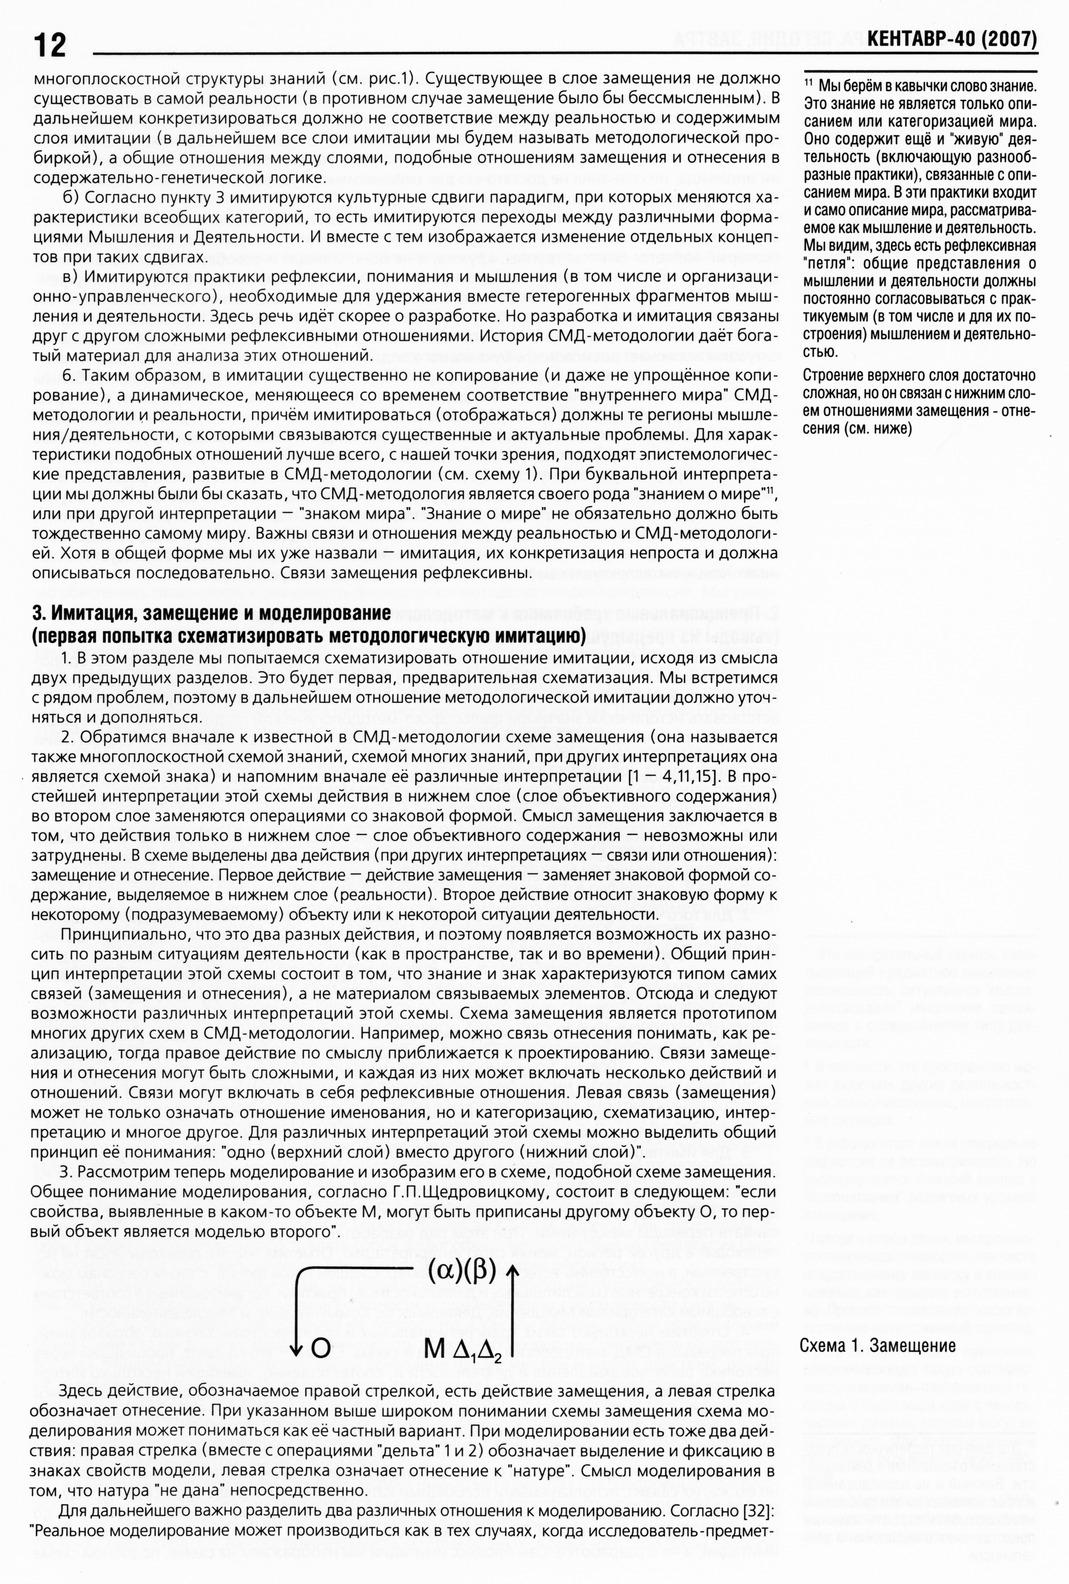 12
КЕНТАВР-40 (2007)
многоплоскостной структуры знаний (см. рис.1). Существующее в слое замещения не должно
существовать в самой реальности (в противном случае замещение было бы бессмысленным). В
дальнейшем конкретизироваться должно не соответствие между реальностью и содержимым
слоя имитации (в дальнейшем все слои имитации мы будем называть методологической про-
биркой), а общие отношения между слоями, подобные отношениям замещения и отнесения в
содержательно-генетической логике.
б) Согласно пункту 3 имитируются культурные сдвиги парадигм, при которых меняются ха-
рактеристики всеобщих категорий, то есть имитируются переходы между различными форма-
циями Мышления и Деятельности. И вместе с тем изображается изменение отдельных концеп-
тов при таких сдвигах.
в) Имитируются практики рефлексии, понимания и мышления (в том числе и организаци-
онно-управленческого), необходимые для удержания вместе гетерогенных фрагментов мыш-
ления и деятельности. Здесь речь идёт скорее о разработке. Но разработка и имитация связаны
друг с другом сложными рефлексивными отношениями. История СМД-методологии даёт бога-
тый материал для анализа этих отношений.
6. Таким образом, в имитации существенно не копирование (и даже не упрощённое копи-
рование), а динамическое, меняющееся со временем соответствие "внутреннего мира" СМД-
методологии и реальности, причём имитироваться (отображаться) должны те регионы мышле-
ния/деятельности, с которыми связываются существенные и актуальные проблемы. Для харак-
теристики подобных отношений лучше всего, с нашей точки зрения, подходят эпистемологичес-
кие представления, развитые в СМД-методологии (см. схему 1). При буквальной интерпрета-
ции мы должны были бы сказать, что СМД-методология является своего рода "знанием о мире"¹¹,
или при другой интерпретации — "знаком мира". "Знание о мире" не обязательно должно быть
тождественно самому миру. Важны связи и отношения между реальностью и СМД-методологи-
ей. Хотя в общей форме мы их уже назвали — имитация, их конкретизация непроста и должна
описываться последовательно. Связи замещения рефлексивны.
3. Имитация, замещение и моделирование
(первая попытка схематизировать методологическую имитацию)
1. В этом разделе мы попытаемся схематизировать отношение имитации, исходя из смысла
двух предыдущих разделов. Это будет первая, предварительная схематизация. Мы встретимся
с рядом проблем, поэтому в дальнейшем отношение методологической имитации должно уточ-
няться и дополняться.
2. Обратимся вначале к известной в СМД-методологии схеме замещения (она называется
также многоплоскостной схемой знаний, схемой многих знаний, при других интерпретациях она
является схемой знака) и напомним вначале её различные интерпретации [1 — 4,11,15]. В про-
стейшей интерпретации этой схемы действия в нижнем слое (слое объективного содержания)
во втором слое заменяются операциями со знаковой формой. Смысл замещения заключается в
том, что действия только в нижнем слое — слое объективного содержания — невозможны или
затруднены. В схеме выделены два действия (при других интерпретациях — связи или отношения):
замещение и отнесение. Первое действие — действие замещения — заменяет знаковой формой со-
держание, выделяемое в нижнем слое (реальности). Второе действие относит знаковую форму к
некоторому (подразумеваемому) объекту или к некоторой ситуации деятельности.
Принципиально, что это два разных действия, и поэтому появляется возможность их разно-
сить по разным ситуациям деятельности (как в пространстве, так и во времени). Общий прин-
цип интерпретации этой схемы состоит в том, что знание и знак характеризуются типом самих
связей (замещения и отнесения), а не материалом связываемых элементов. Отсюда и следуют
возможности различных интерпретаций этой схемы. Схема замещения является прототипом
многих других схем в СМД-методологии. Например, можно связь отнесения понимать, как ре-
ализацию, тогда правое действие по смыслу приближается к проектированию. Связи замеще-
ния и отнесения могут быть сложными, и каждая из них может включать несколько действий и
отношений. Связи могут включать в себя рефлексивные отношения. Левая связь (замещения)
может не только означать отношение именования, но и категоризацию, схематизацию, интер-
претацию и многое другое. Для различных интерпретаций этой схемы можно выделить общий
принцип её понимания: "одно (верхний слой) вместо другого (нижний слой)".
3. Рассмотрим теперь моделирование и изобразим его в схеме, подобной схеме замещения.
Общее понимание моделирования, согласно Г.П.Щедровицкому, состоит в следующем: "если
свойства, выявленные в каком-то объекте М, могут быть приписаны другому объекту О, то пер-
вый объект является моделью второго".
(α)(β)
О М Δ₁Δ₂
Схема 1. Замещение
Здесь действие, обозначаемое правой стрелкой, есть действие замещения, а левая стрелка
обозначает отнесение. При указанном выше широком понимании схемы замещения схема мо-
делирования может пониматься как её частный вариант. При моделировании есть тоже два дей-
ствия: правая стрелка (вместе с операциями "дельта" 1 и 2) обозначает выделение и фиксацию в
знаках свойств модели, левая стрелка означает отнесение к "натуре". Смысл моделирования в
том, что натура "не дана" непосредственно.
Для дальнейшего важно разделить два различных отношения к моделированию. Согласно [32]:
"Реальное моделирование может производиться как в тех случаях, когда исследователь-предмет-
¹¹ Мы берём в кавычки слово знание.
Это знание не является только опи-
санием или категоризацией мира.
Оно содержит ещё и "живую" дея-
тельность (включающую разнооб-
разные практики), связанные с опи-
санием мира. В эти практики входит
и само описание мира, рассматрива-
емое как мышление и деятельность.
Мы видим, здесь есть рефлексивная
"петля": общие представления о
мышлении и деятельности должны
постоянно согласовываться с прак-
тикуемым (в том числе и для их по-
строения) мышлением и деятельно-
стью.
Строение верхнего слоя достаточно
сложная, но он связан с нижним сло-
ем отношениями замещения - отне-
сения (см. ниже)